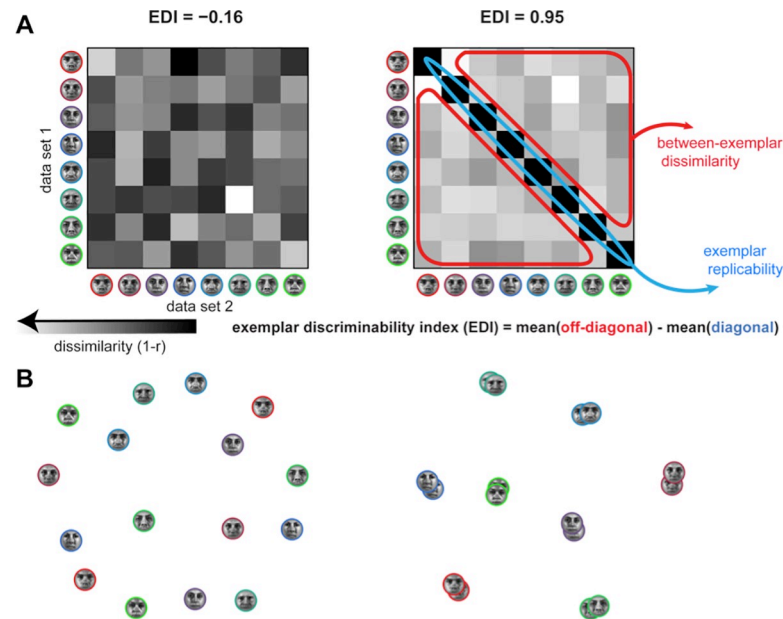 EDI = −0.16
EDI = 0.95
A
data set 1
between-exemplar
dissimilarity
exemplar
replicability
data set 2
dissimilarity (1-r)
exemplar discriminability index (EDI) = mean(off-diagonal) - mean(diagonal)
B